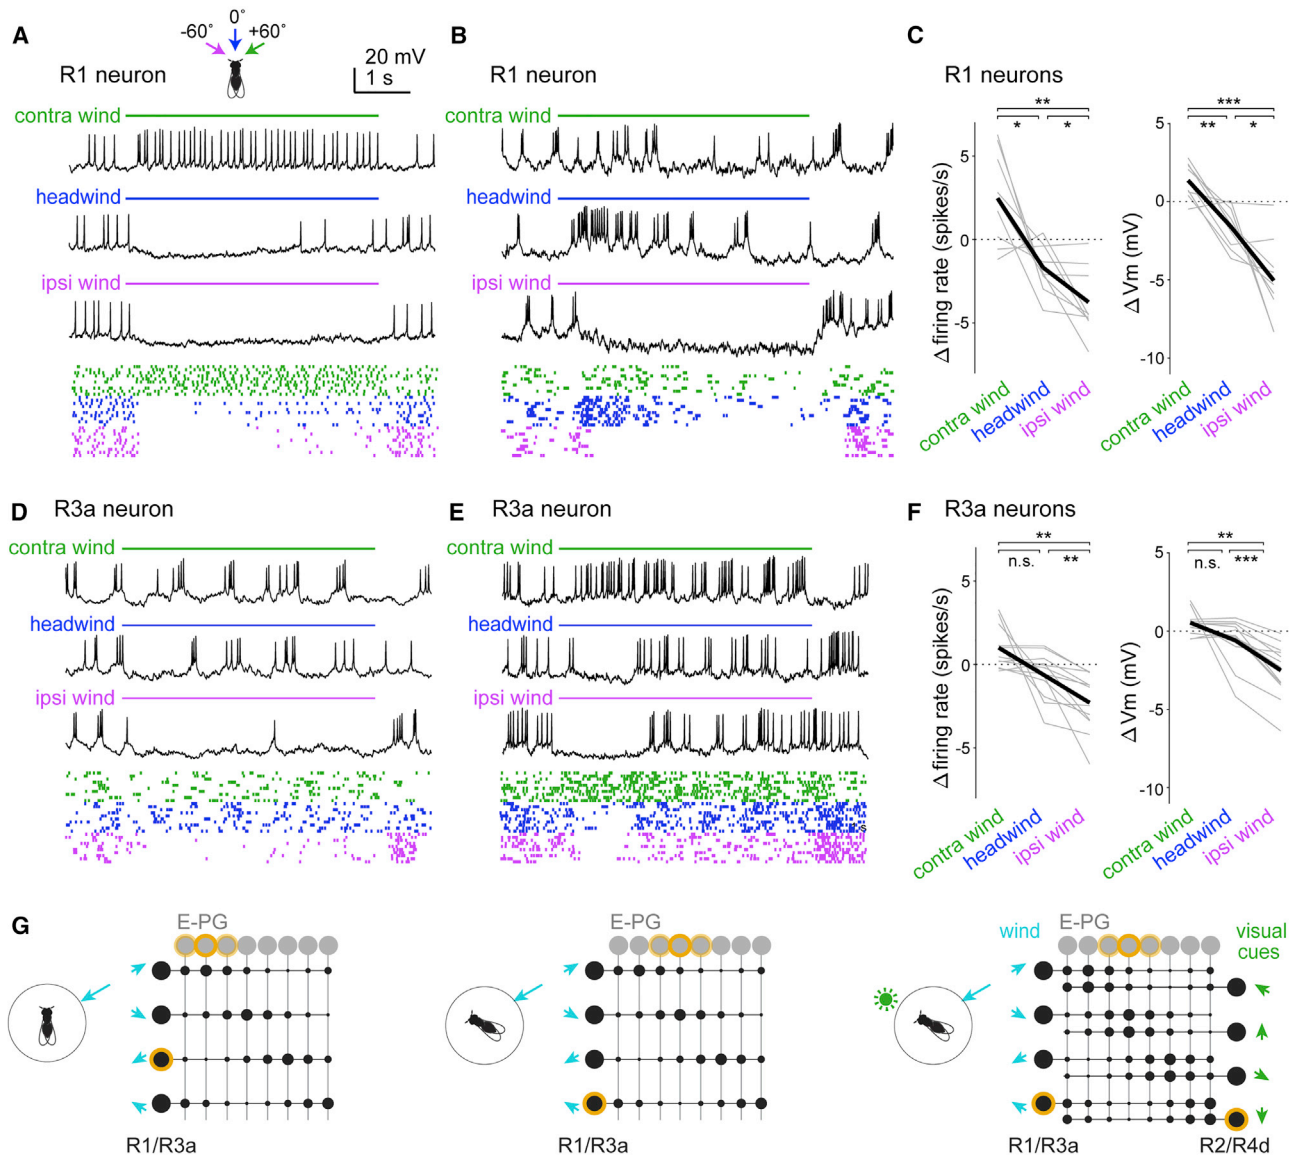 A
-60°
0°
+60°
20 mV
1 s
R1 neuron
contra wind
headwind
ipsi wind
B
R1 neuron
contra wind
headwind
ipsi wind
C
R1 neurons
**
*
*
5
0
-5
Δ firing rate (spikes/s)
contra wind
headwind
ipsi wind
***
**
*
5
0
-5
-10
Δ Vm (mV)
contra wind
headwind
ipsi wind
D
R3a neuron
contra wind
headwind
ipsi wind
E
R3a neuron
contra wind
headwind
ipsi wind
s
F
R3a neurons
**
n.s.
**
5
0
-5
Δ firing rate (spikes/s)
contra wind
headwind
ipsi wind
**
n.s.
***
5
0
-5
-10
Δ Vm (mV)
contra wind
headwind
ipsi wind
G
E-PG
R1/R3a
E-PG
R1/R3a
wind
E-PG
visual
cues
R1/R3a
R2/R4d